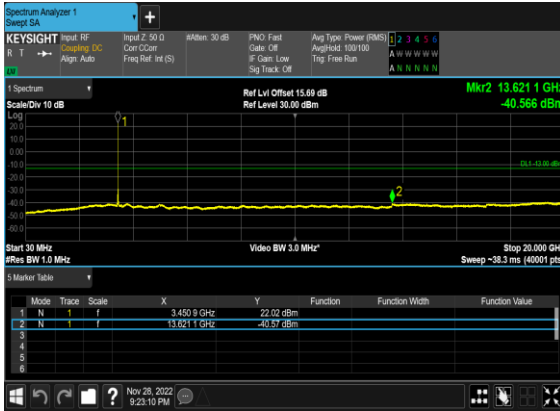 Spectrum Analyzer 1
Swept SA
+
KEYSIGHT Input: RF Input Z: 50 Ω #Atten: 30 dB PNO: Fast Avg Type: Power (RMS) 1 2 3 4 5 6
R T Coupling: DC Corr CCorr Gate: Off Avg|Hold: 100/100 A W W W W W
Align: Auto Freq Ref: Int (S) IF Gain: Low Trig: Free Run
Sig Track: Off A N N N N N
1 Spectrum Ref Lvl Offset 15.69 dB Mkr2 13.621 1 GHz
Scale/Div 10 dB Ref Level 30.00 dBm -40.566 dBm
Log
20.0
10.0
0.00
-10.0
-20.0
-30.0
-40.0
-50.0
-60.0
1
DL1 -13.00 dBm
2
Start 30 MHz Video BW 3.0 MHz* Stop 20.000 GHz
#Res BW 1.0 MHz Sweep ~38.3 ms (40001 pts)
5 Marker Table
Mode Trace Scale X Y Function Function Width Function Value
1 N 1 f 3.450 9 GHz 22.02 dBm
2 N 1 f 13.621 1 GHz -40.57 dBm
3
4
5
6
? Nov 28, 2022
9:23:10 PM